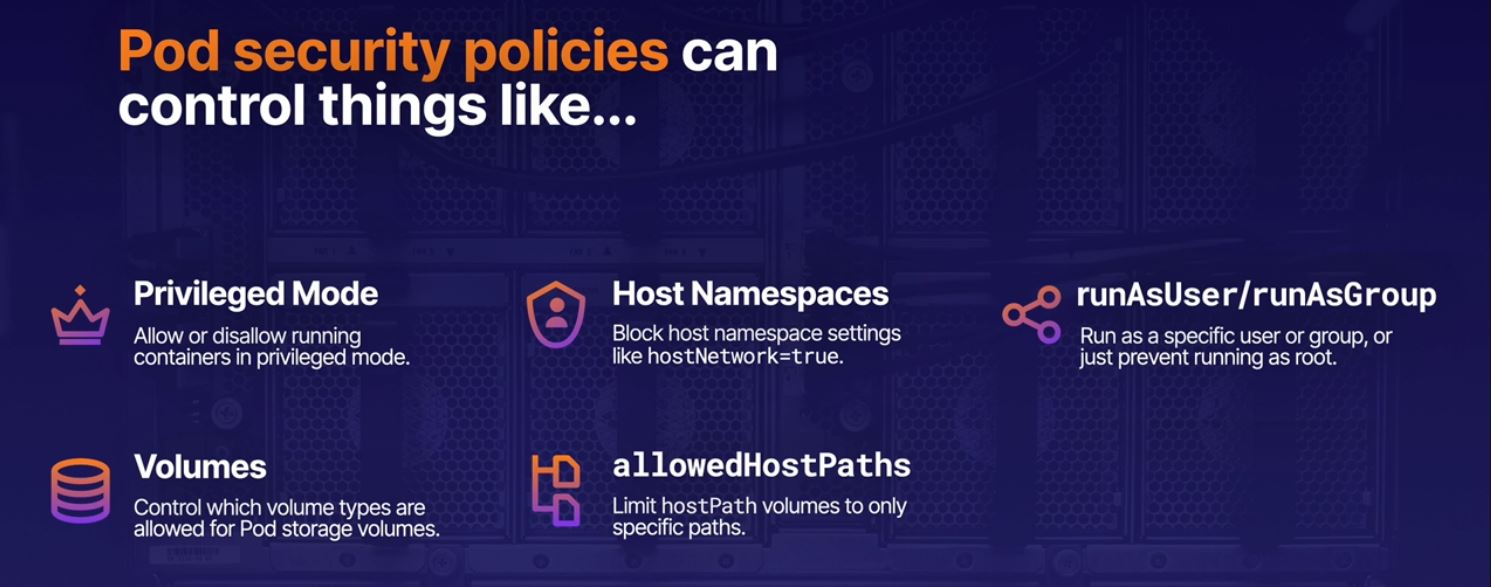 Pod security policies can
control things like...
Privileged Mode
Allow or disallow running
containers in privileged mode.
Host Namespaces
Block host namespace settings
like hostNetwork=true.
runAsUser/runAsGroup
Run as a specific user or group, or
just prevent running as root.
Volumes
Control which volume types are
allowed for Pod storage volumes.
allowedHostPaths
Limit hostPath volumes to only
specific paths.